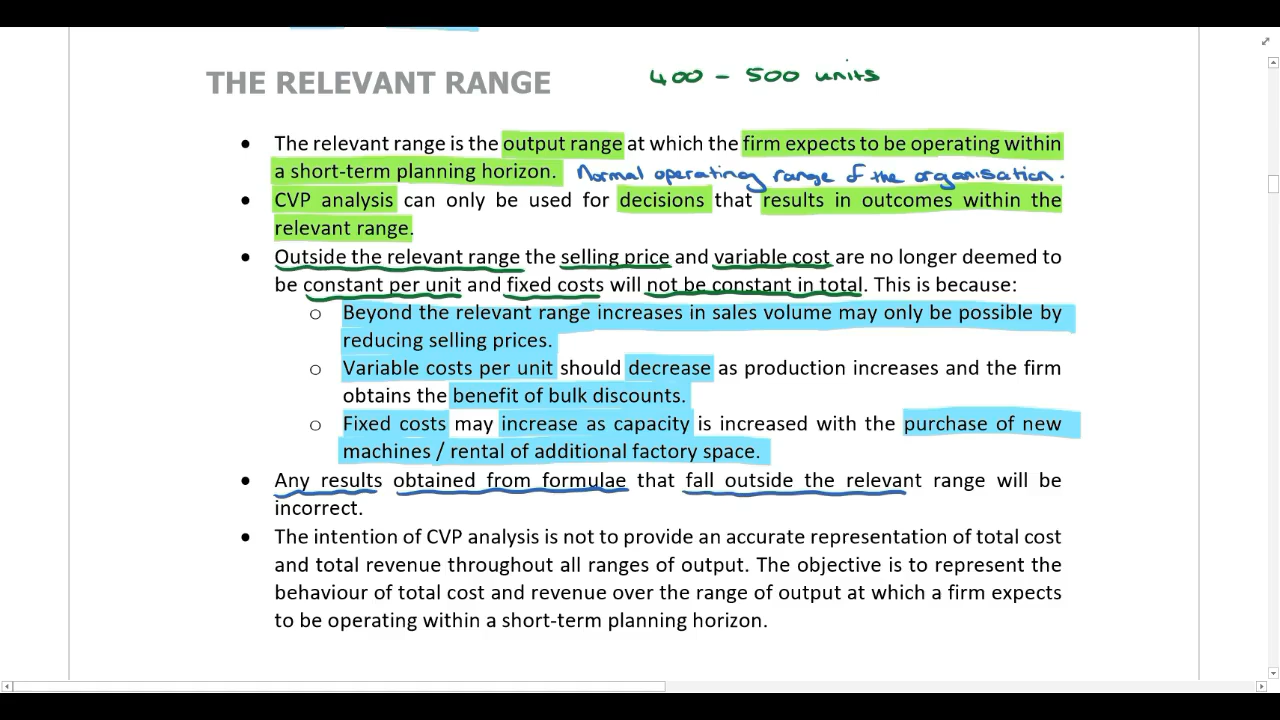 THE RELEVANT RANGE 400 - 500 units
• The relevant range is the output range at which the firm expects to be operating within
a short-term planning horizon. Normal operating range of the organisation.
• CVP analysis can only be used for decisions that results in outcomes within the
relevant range.
• Outside the relevant range the selling price and variable cost are no longer deemed to
be constant per unit and fixed costs will not be constant in total. This is because:
o Beyond the relevant range increases in sales volume may only be possible by
reducing selling prices.
o Variable costs per unit should decrease as production increases and the firm
obtains the benefit of bulk discounts.
o Fixed costs may increase as capacity is increased with the purchase of new
machines / rental of additional factory space.
• Any results obtained from formulae that fall outside the relevant range will be
incorrect.
• The intention of CVP analysis is not to provide an accurate representation of total cost
and total revenue throughout all ranges of output. The objective is to represent the
behaviour of total cost and revenue over the range of output at which a firm expects
to be operating within a short-term planning horizon.